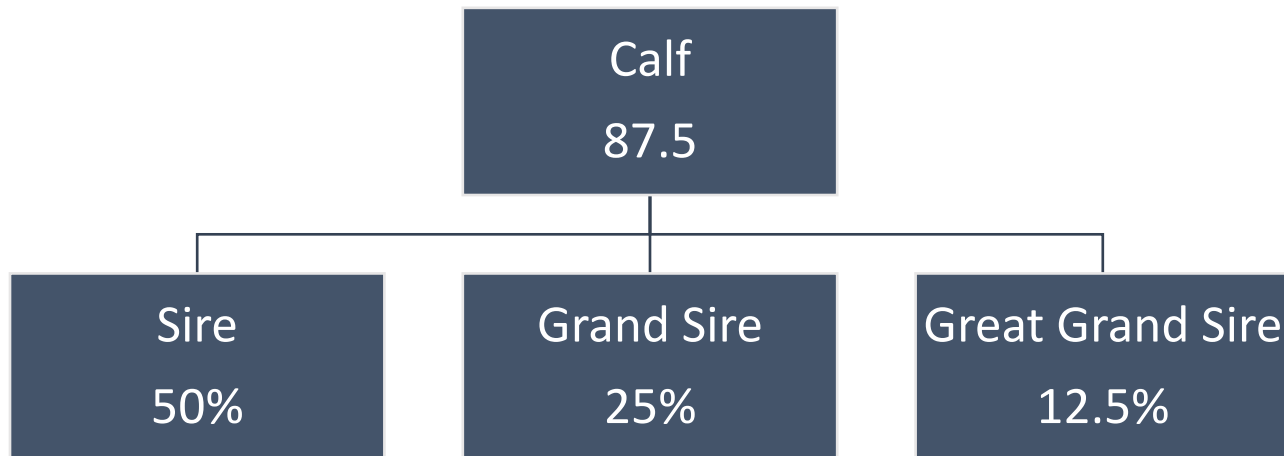 Calf
87.5
Sire
50%
Grand Sire
25%
Great Grand Sire
12.5%